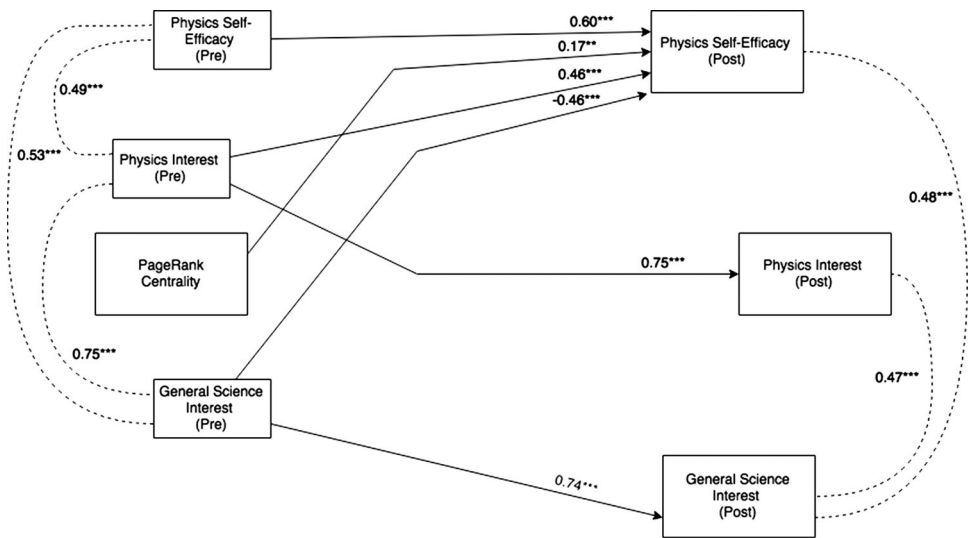 Physics Self-
Efficacy
(Pre)
0.60***
0.17**
0.46***
-0.46***
Physics Self-Efficacy
(Post)
0.49***
0.53***
Physics Interest
(Pre)
0.48***
PageRank
Centrality
0.75***
Physics Interest
(Post)
0.75***
0.47***
General Science
Interest
(Pre)
0.74***
General Science
Interest
(Post)